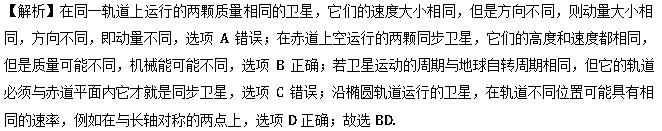 【解析】在同一轨道上运行的两颗质量相同的卫星，它们的速度大小相同，但是方向不同，则动量大小相
同，方向不同，即动量不同，选项 A 错误；在赤道上空运行的两颗同步卫星，它们的高度和速度都相同，
但是质量可能不同，机械能可能不同，选项 B 正确；若卫星运动的周期与地球自转周期相同，但它的轨道
必须与赤道平面内它才就是同步卫星，选项 C 错误；沿椭圆轨道运行的卫星，在轨道不同位置可能具有相
同的速率，例如在与长轴对称的两点上，选项 D 正确；故选 BD.